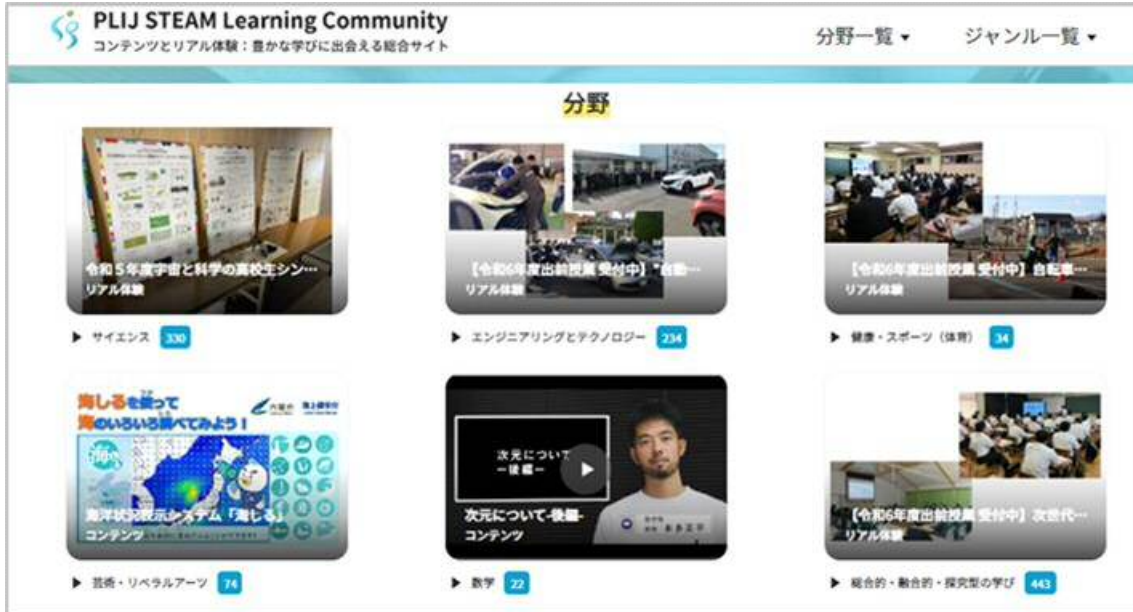 PLIJ STEAM Learning Community
コンテンツとリアル体験：豊かな学びに出会える総合サイト
分野一覧 ▾
ジャンル一覧 ▾
分野
令和5年度宇宙と科学の高校生シン…
リアル体験
【令和6年度出前授業 受付中】"自動…
リアル体験
【令和6年度出前授業 受付中】自転車…
リアル体験
▶ サイエンス 330
▶ エンジニアリングとテクノロジー 234
▶ 健康・スポーツ（体育） 34
海しるを使って
海のいろいろ調べてみよう！
内閣府 海上保安庁
海洋状況表示システム「海しる」
コンテンツ
次元について
ー後編ー
次元について-後編-
コンテンツ
【令和6年度出前授業 受付中】次世代…
リアル体験
▶ 芸術・リベラルアーツ 74
▶ 数学 22
▶ 総合的・融合的・探究型の学び 443